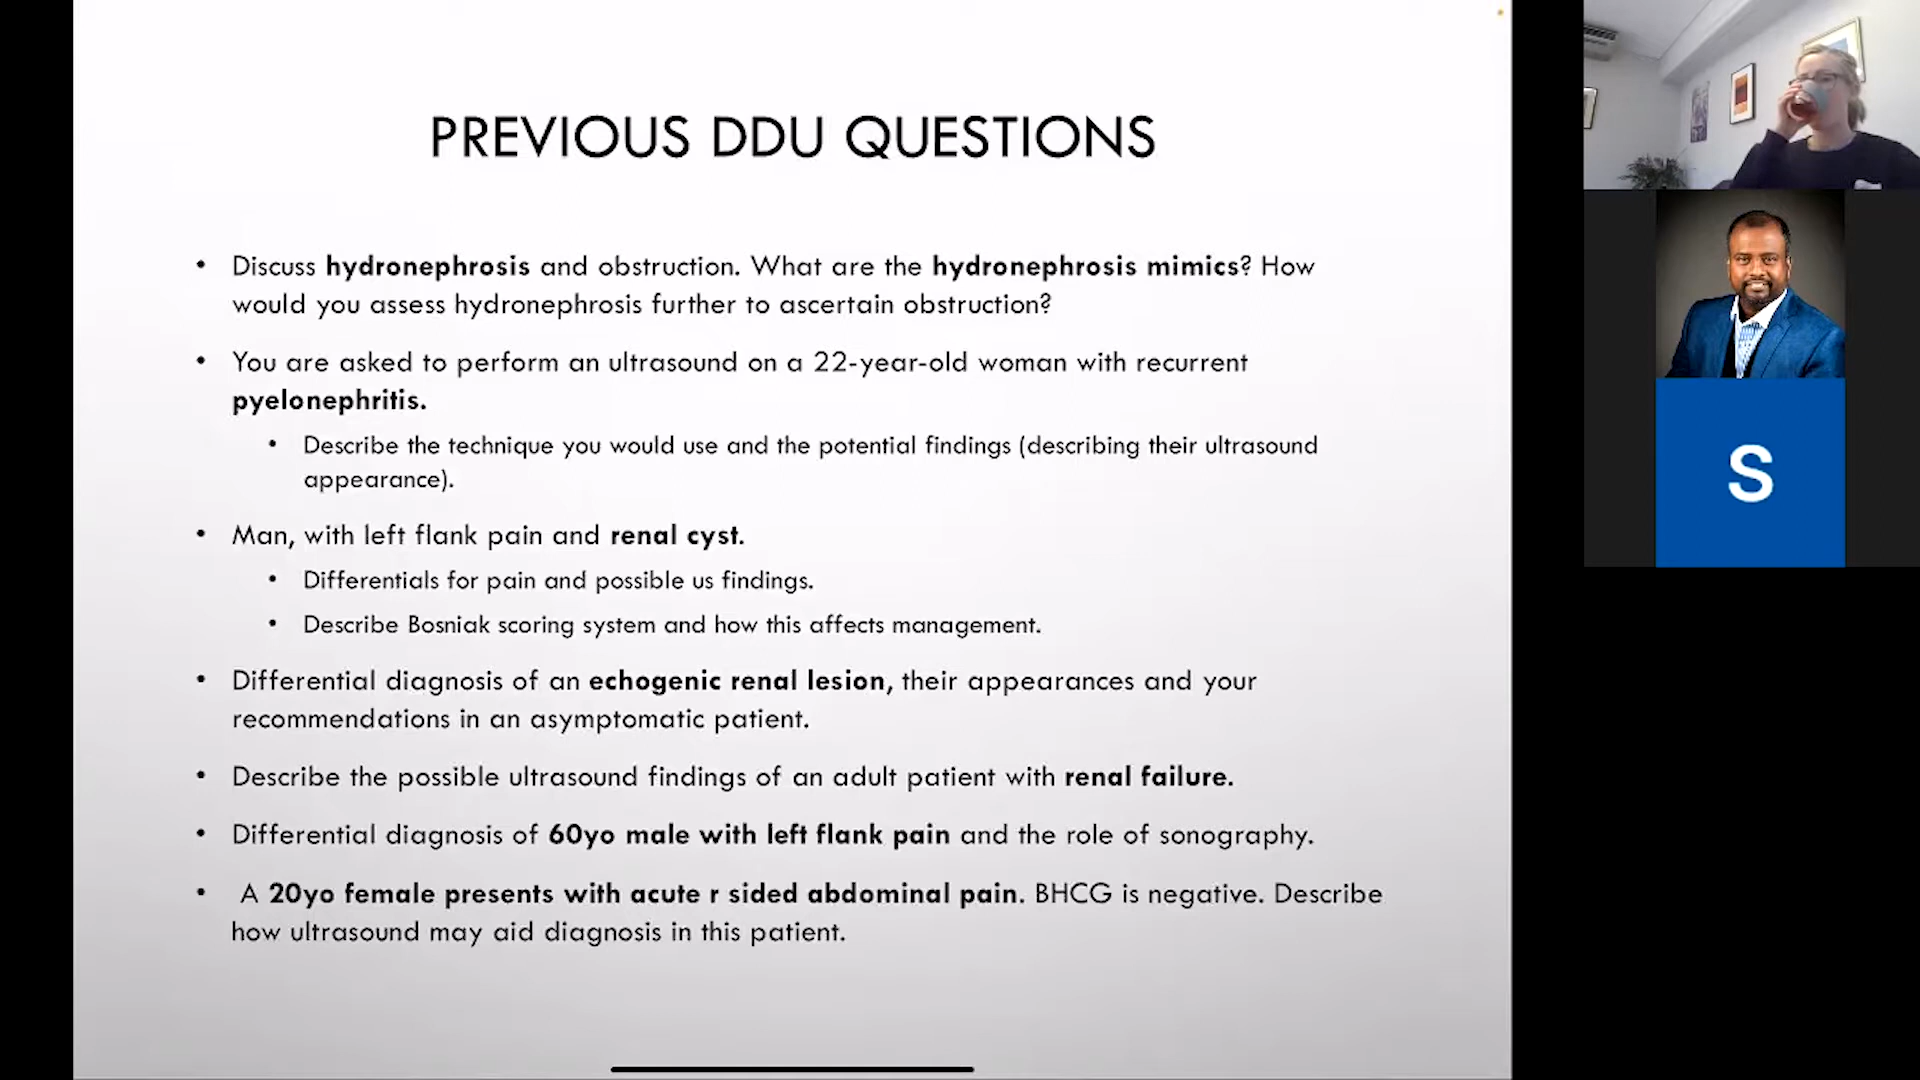 PREVIOUS DDU QUESTIONS
• Discuss hydronephrosis and obstruction. What are the hydronephrosis mimics? How
would you assess hydronephrosis further to ascertain obstruction?
• You are asked to perform an ultrasound on a 22-year-old woman with recurrent
pyelonephritis.
• Describe the technique you would use and the potential findings (describing their ultrasound
appearance).
• Man, with left flank pain and renal cyst.
• Differentials for pain and possible us findings.
• Describe Bosniak scoring system and how this affects management.
• Differential diagnosis of an echogenic renal lesion, their appearances and your
recommendations in an asymptomatic patient.
• Describe the possible ultrasound findings of an adult patient with renal failure.
• Differential diagnosis of 60yo male with left flank pain and the role of sonography.
• A 20yo female presents with acute r sided abdominal pain. BHCG is negative. Describe
how ultrasound may aid diagnosis in this patient.
S